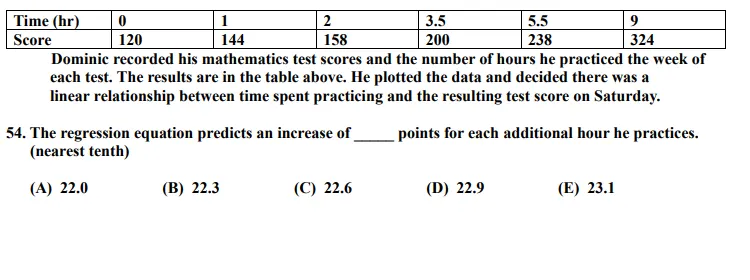 Time (hr) 0 1 2 3.5 5.5 9
Score 120 144 158 200 238 324
Dominic recorded his mathematics test scores and the number of hours he practiced the week of
each test. The results are in the table above. He plotted the data and decided there was a
linear relationship between time spent practicing and the resulting test score on Saturday.
54. The regression equation predicts an increase of _____ points for each additional hour he practices.
(nearest tenth)
(A) 22.0 (B) 22.3 (C) 22.6 (D) 22.9 (E) 23.1